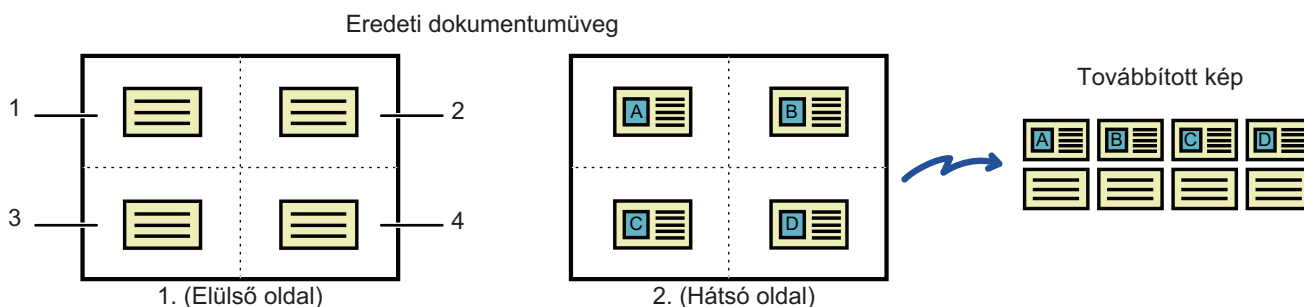 Eredeti dokumentumüveg
1
2
3
4
1. (Elülső oldal)
A
B
C
D
2. (Hátsó oldal)
Továbbított kép
A B C D